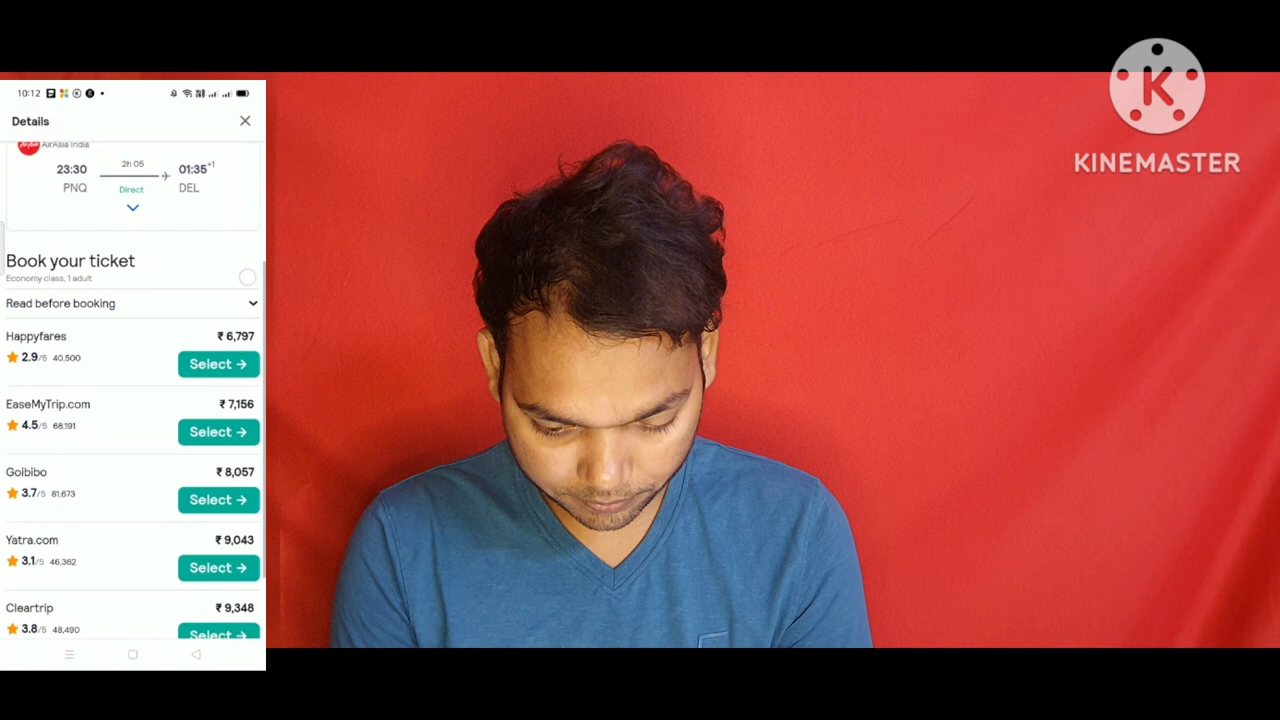 10:12
Details
AirAsia India
23:30 2h 05 01:35+1
PNQ Direct DEL
Book your ticket
Economy class, 1 adult
Read before booking
Happyfares ₹ 6,797
2.9/5 40,500 Select →
EaseMyTrip.com ₹ 7,156
4.5/5 68,191 Select →
Goibibo ₹ 8,057
3.7/5 81,673 Select →
Yatra.com ₹ 9,043
3.1/5 46,362 Select →
Cleartrip ₹ 9,348
3.8/5 48,490 Select →
K
KINEMASTER